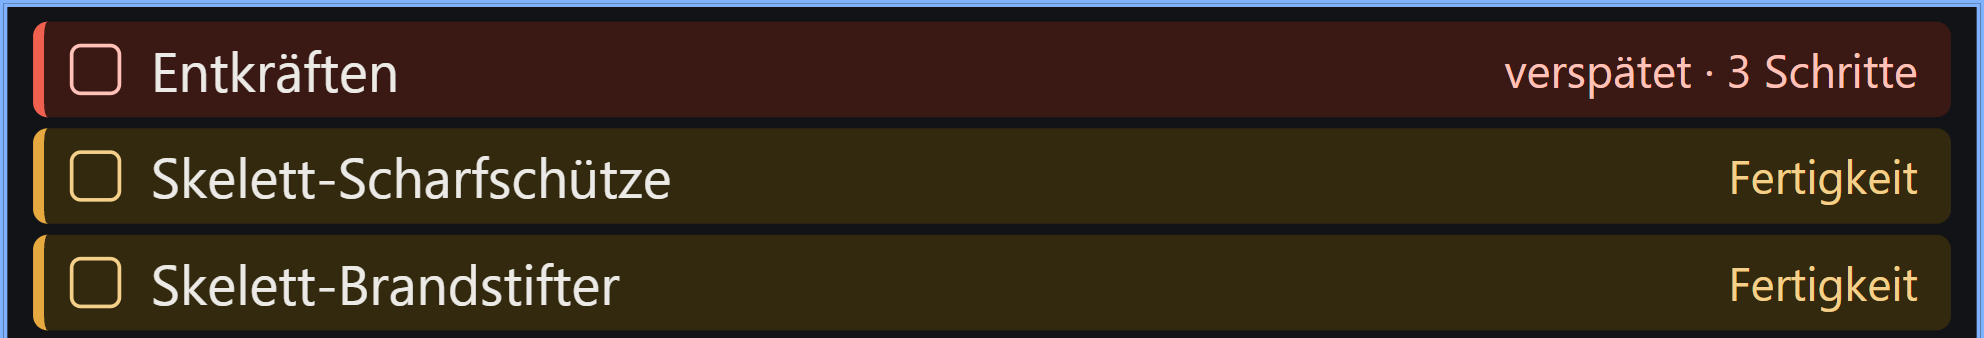 Entkräften verspätet · 3 Schritte
Skelett-Scharfschütze Fertigkeit
Skelett-Brandstifter Fertigkeit